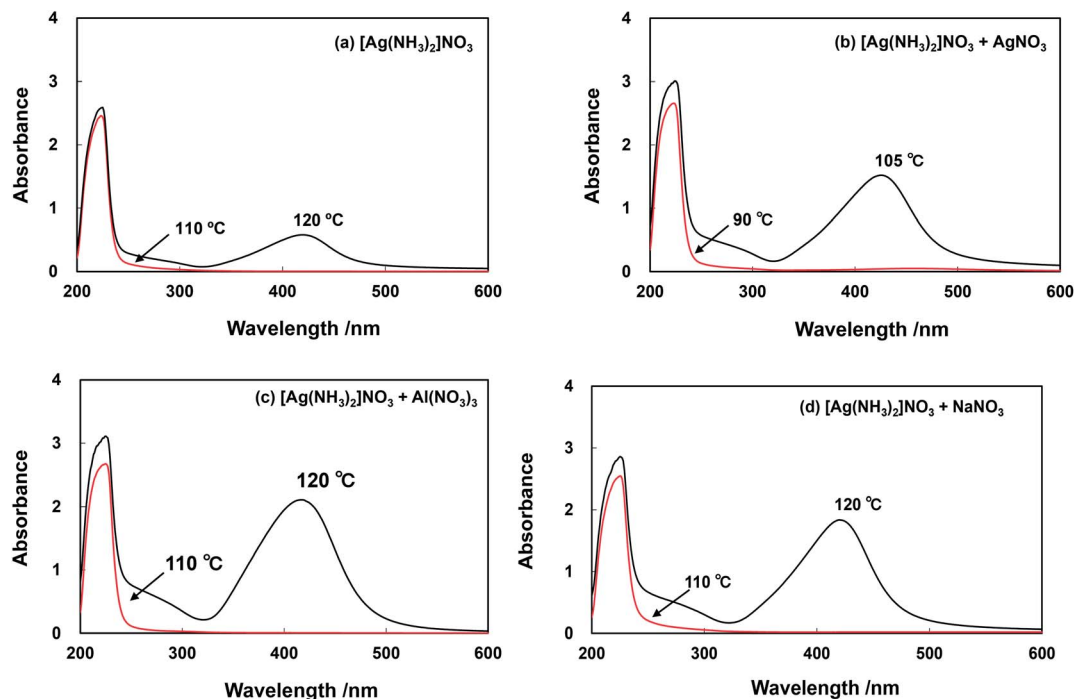 4
(a) [Ag(NH₃)₂]NO₃
3
Absorbance
2
120 ºC
110 ºC
1
0
200 300 400 500 600
Wavelength /nm
4
(b) [Ag(NH₃)₂]NO₃ + AgNO₃
3
Absorbance
2
105 ℃
90 ℃
1
0
200 300 400 500 600
Wavelength /nm
4
(c) [Ag(NH₃)₂]NO₃ + Al(NO₃)₃
3
Absorbance
120 ℃
2
110 ℃
1
0
200 300 400 500 600
Wavelength /nm
4
(d) [Ag(NH₃)₂]NO₃ + NaNO₃
3
Absorbance
120 ℃
2
110 ℃
1
0
200 300 400 500 600
Wavelength /nm